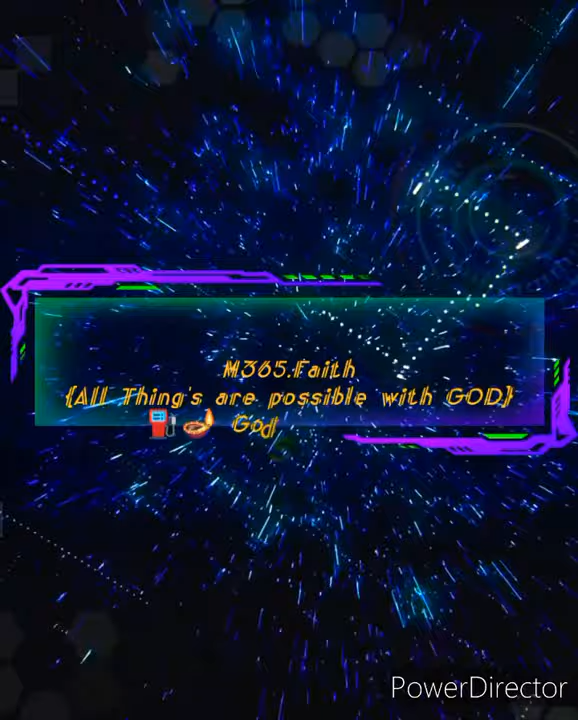 M365.Faith
{All Thing's are possible with GOD}
⛽🪔 God
PowerDirector